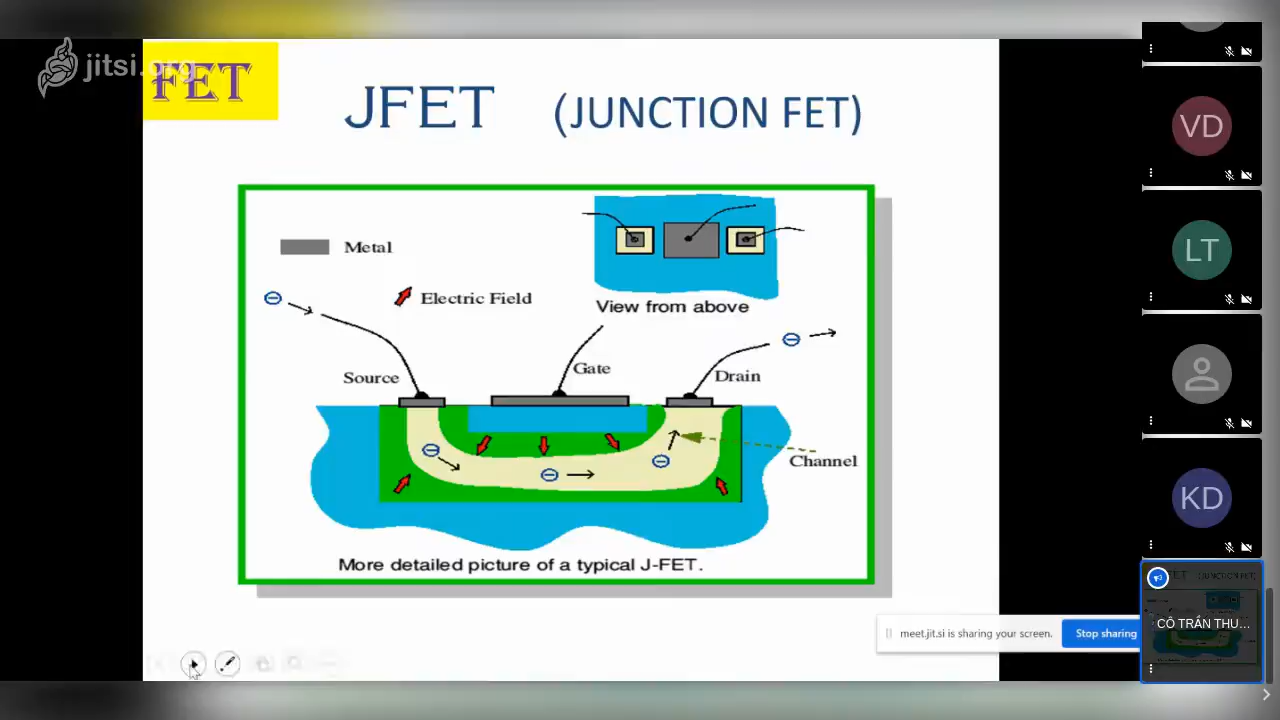 jitsi.org
FET
JFET (JUNCTION FET)
Metal
Electric Field
View from above
Source
Gate
Drain
Channel
More detailed picture of a typical J-FET.
meet.jit.si is sharing your screen.
Stop sharing
VD
LT
KD
CÔ TRẦN THU...